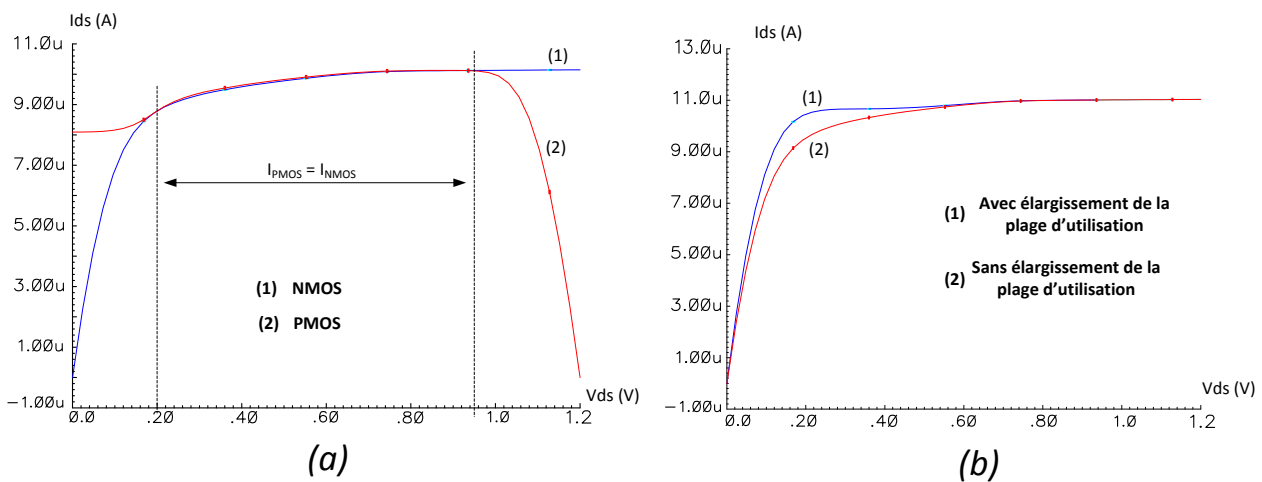 Ids (A)
11.0u
9.00u
7.00u
5.00u
3.00u
1.00u
-1.00u
0.0
.20
.40
.60
.80
1.0
1.2
Vds (V)
(1)
(2)
I_PMOS = I_NMOS
(1) NMOS
(2) PMOS
(a)
Ids (A)
13.0u
11.0u
9.00u
7.00u
5.00u
3.00u
1.00u
-1.00u
0.0
.20
.40
.60
.80
1.0
1.2
Vds (V)
(1)
(2)
(1) Avec élargissement de la
plage d'utilisation
(2) Sans élargissement de la
plage d'utilisation
(b)